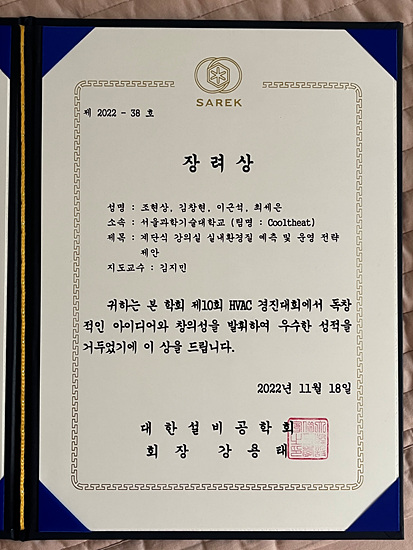 SAREK
제 2022 - 38 호
장 려 상
성명 : 조현상, 김창현, 이근석, 최세은
소속 : 서울과학기술대학교 (팀명 : Cooltheat)
제목 : 계단식 강의실 실내환경질 예측 및 운영 전략
제안
지도교수 : 김지민
귀하는 본 학회 제10회 HVAC 경진대회에서 독창
적인 아이디어와 창의성을 발휘하여 우수한 성적을
거두었기에 이 상을 드립니다.
2022년 11월 18일
대 한 설 비 공 학 회
회 장 강 용 태